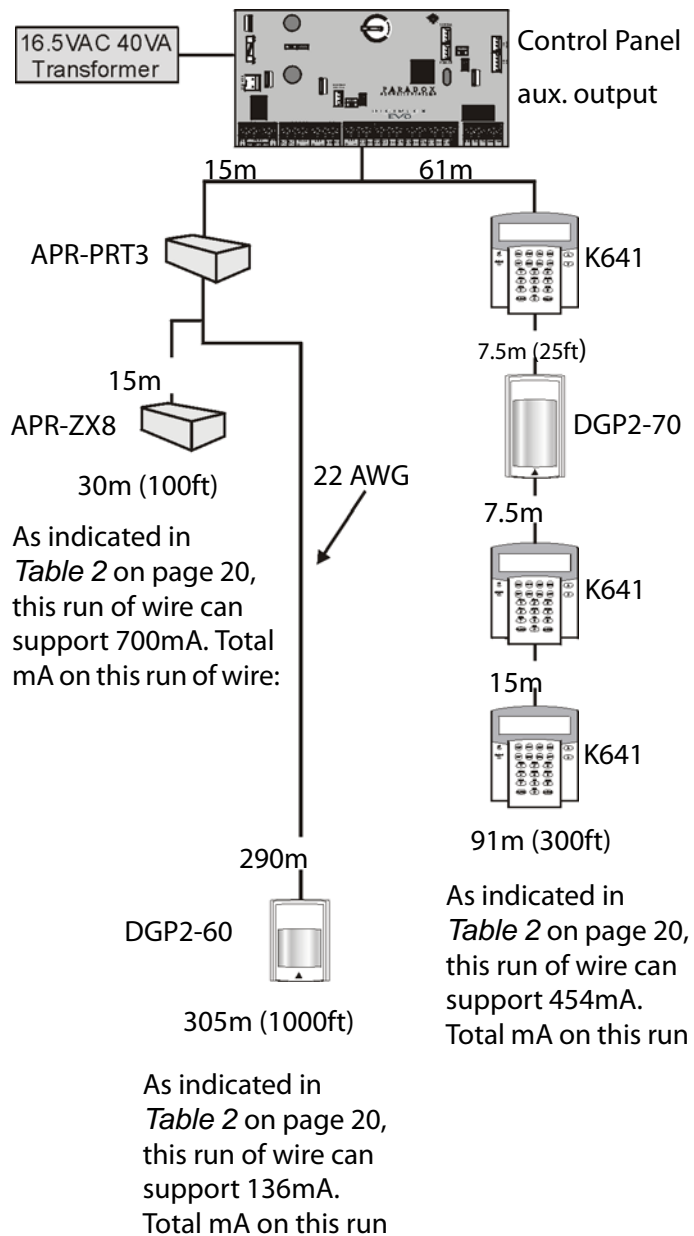 16.5VAC 40VA
Transformer
PARADOX
EVO
Control Panel
aux. output
15m
61m
APR-PRT3
K641
7.5m (25ft)
15m
APR-ZX8
DGP2-70
30m (100ft)
22 AWG
7.5m
As indicated in
Table 2 on page 20,
this run of wire can
support 700mA. Total
mA on this run of wire:
K641
15m
K641
290m
91m (300ft)
DGP2-60
As indicated in
Table 2 on page 20,
this run of wire can
support 454mA.
Total mA on this run
305m (1000ft)
As indicated in
Table 2 on page 20,
this run of wire can
support 136mA.
Total mA on this run